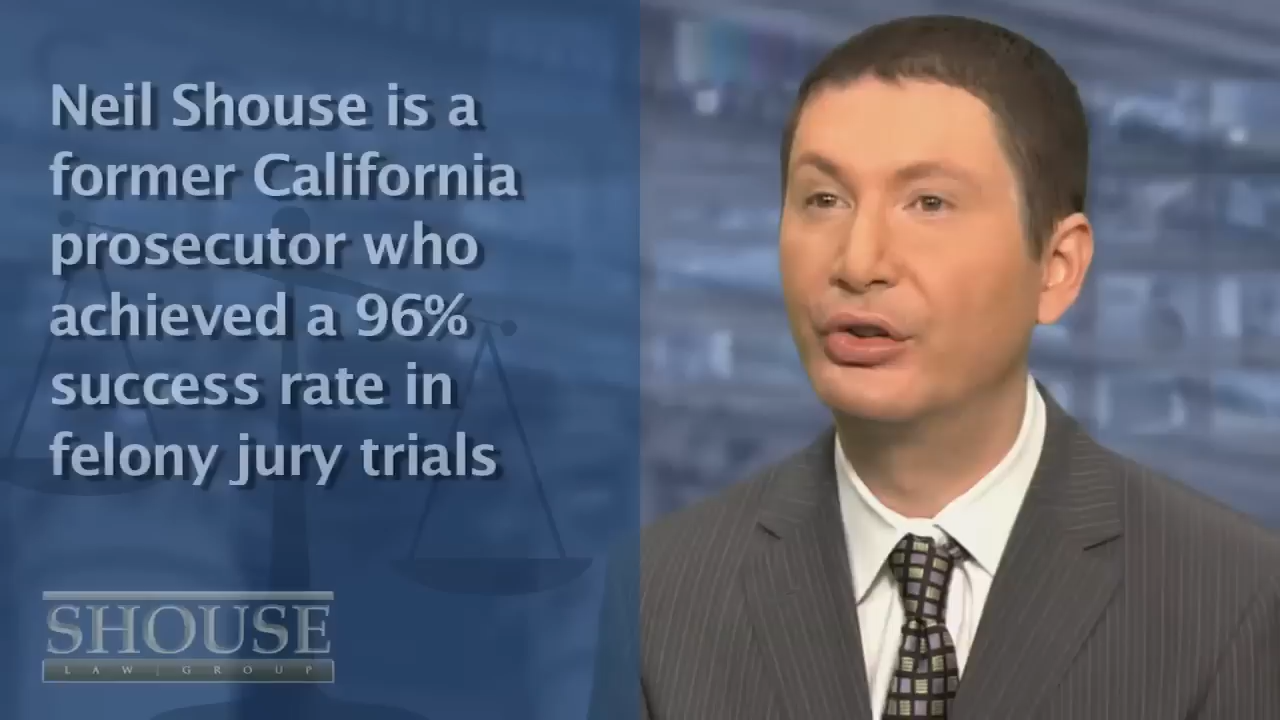 Neil Shouse is a
former California
prosecutor who
achieved a 96%
success rate in
felony jury trials
SHOUSE
LAW | GROUP